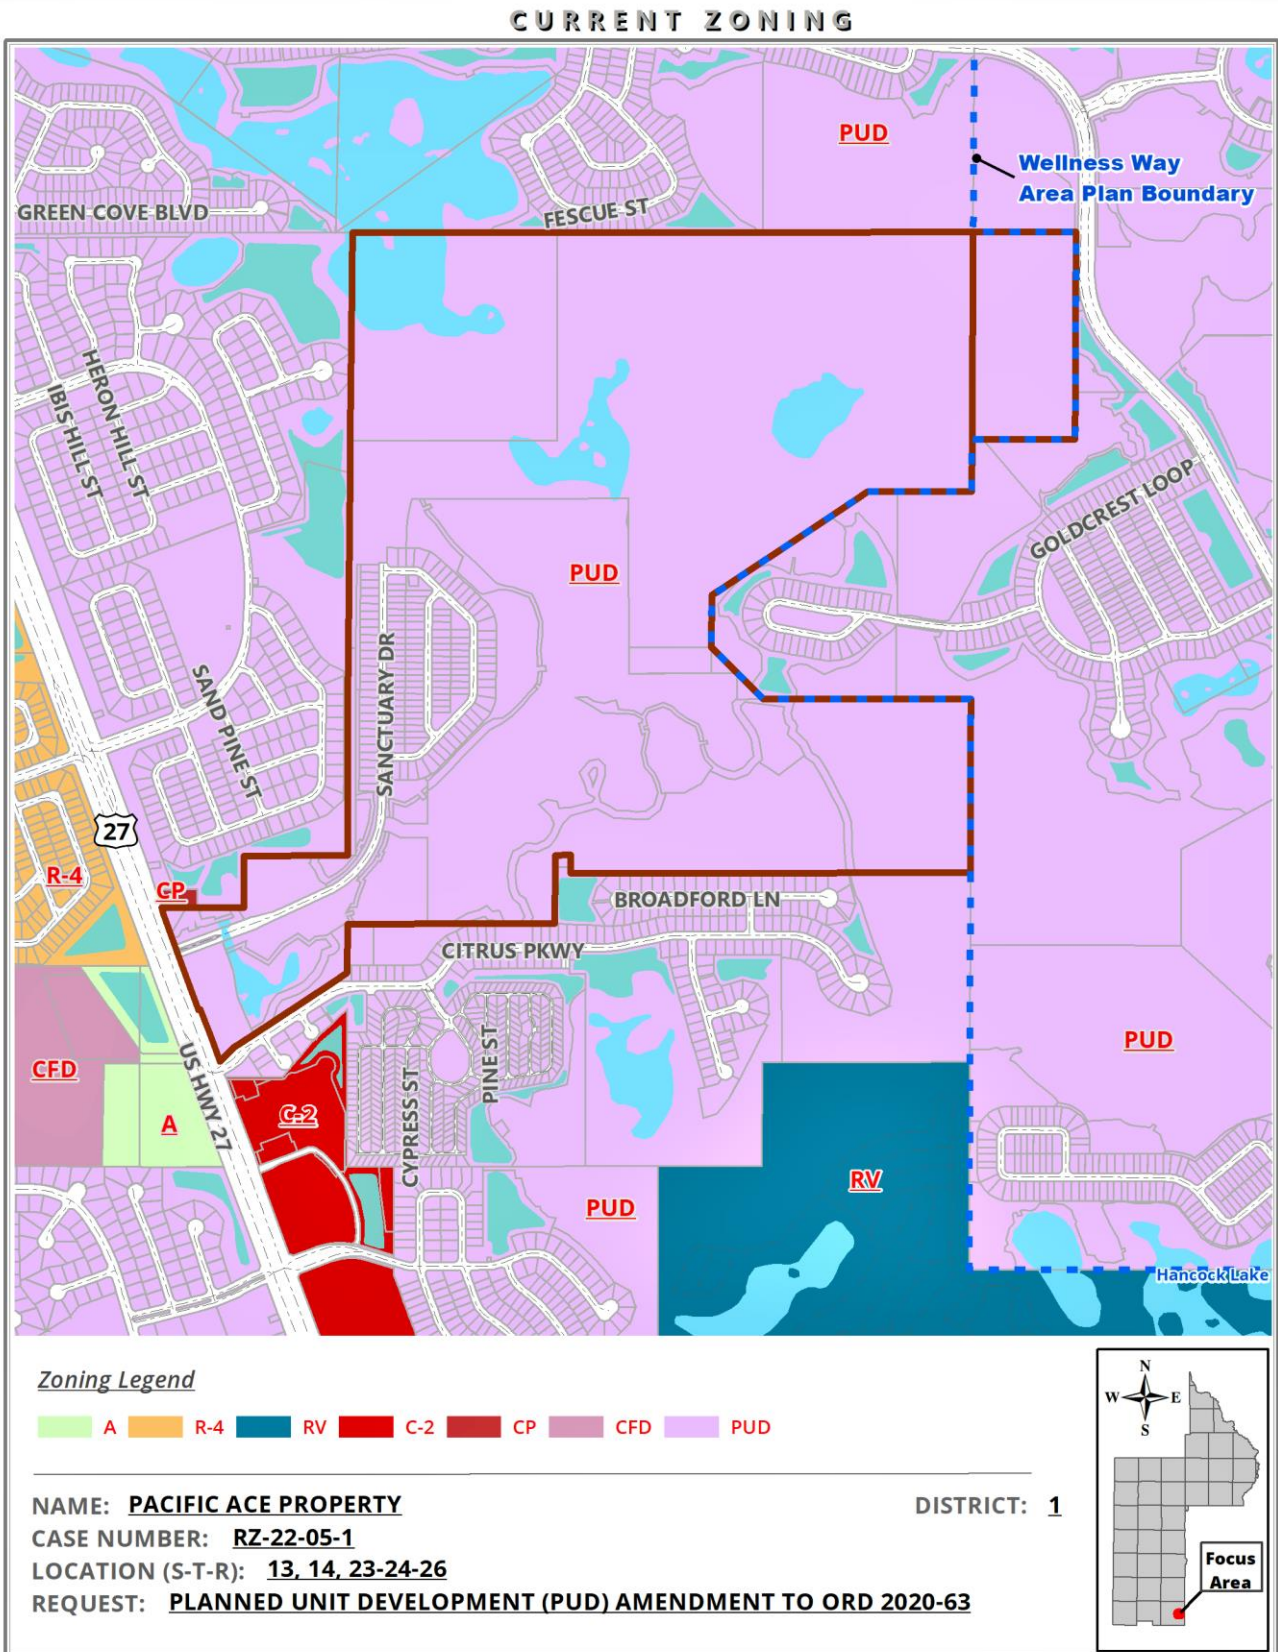 CURRENT ZONING
PUD
Wellness Way
Area Plan Boundary
GREEN COVE BLVD
FESCUE ST
HERON HILL ST
IBIS HILL ST
GOLDCREST LOOP
PUD
SANCTUARY DR
SAND PINE ST
27
R-4
CP
BROADFORD LN
CITRUS PKWY
PUD
CFD
US HWY 27
PINE ST
CYPRESS ST
A
C-2
RV
PUD
Hancock Lake
Zoning Legend
A R-4 RV C-2 CP CFD PUD
N
W E
S
NAME: PACIFIC ACE PROPERTY DISTRICT: 1
CASE NUMBER: RZ-22-05-1
LOCATION (S-T-R): 13, 14, 23-24-26
REQUEST: PLANNED UNIT DEVELOPMENT (PUD) AMENDMENT TO ORD 2020-63
Focus
Area